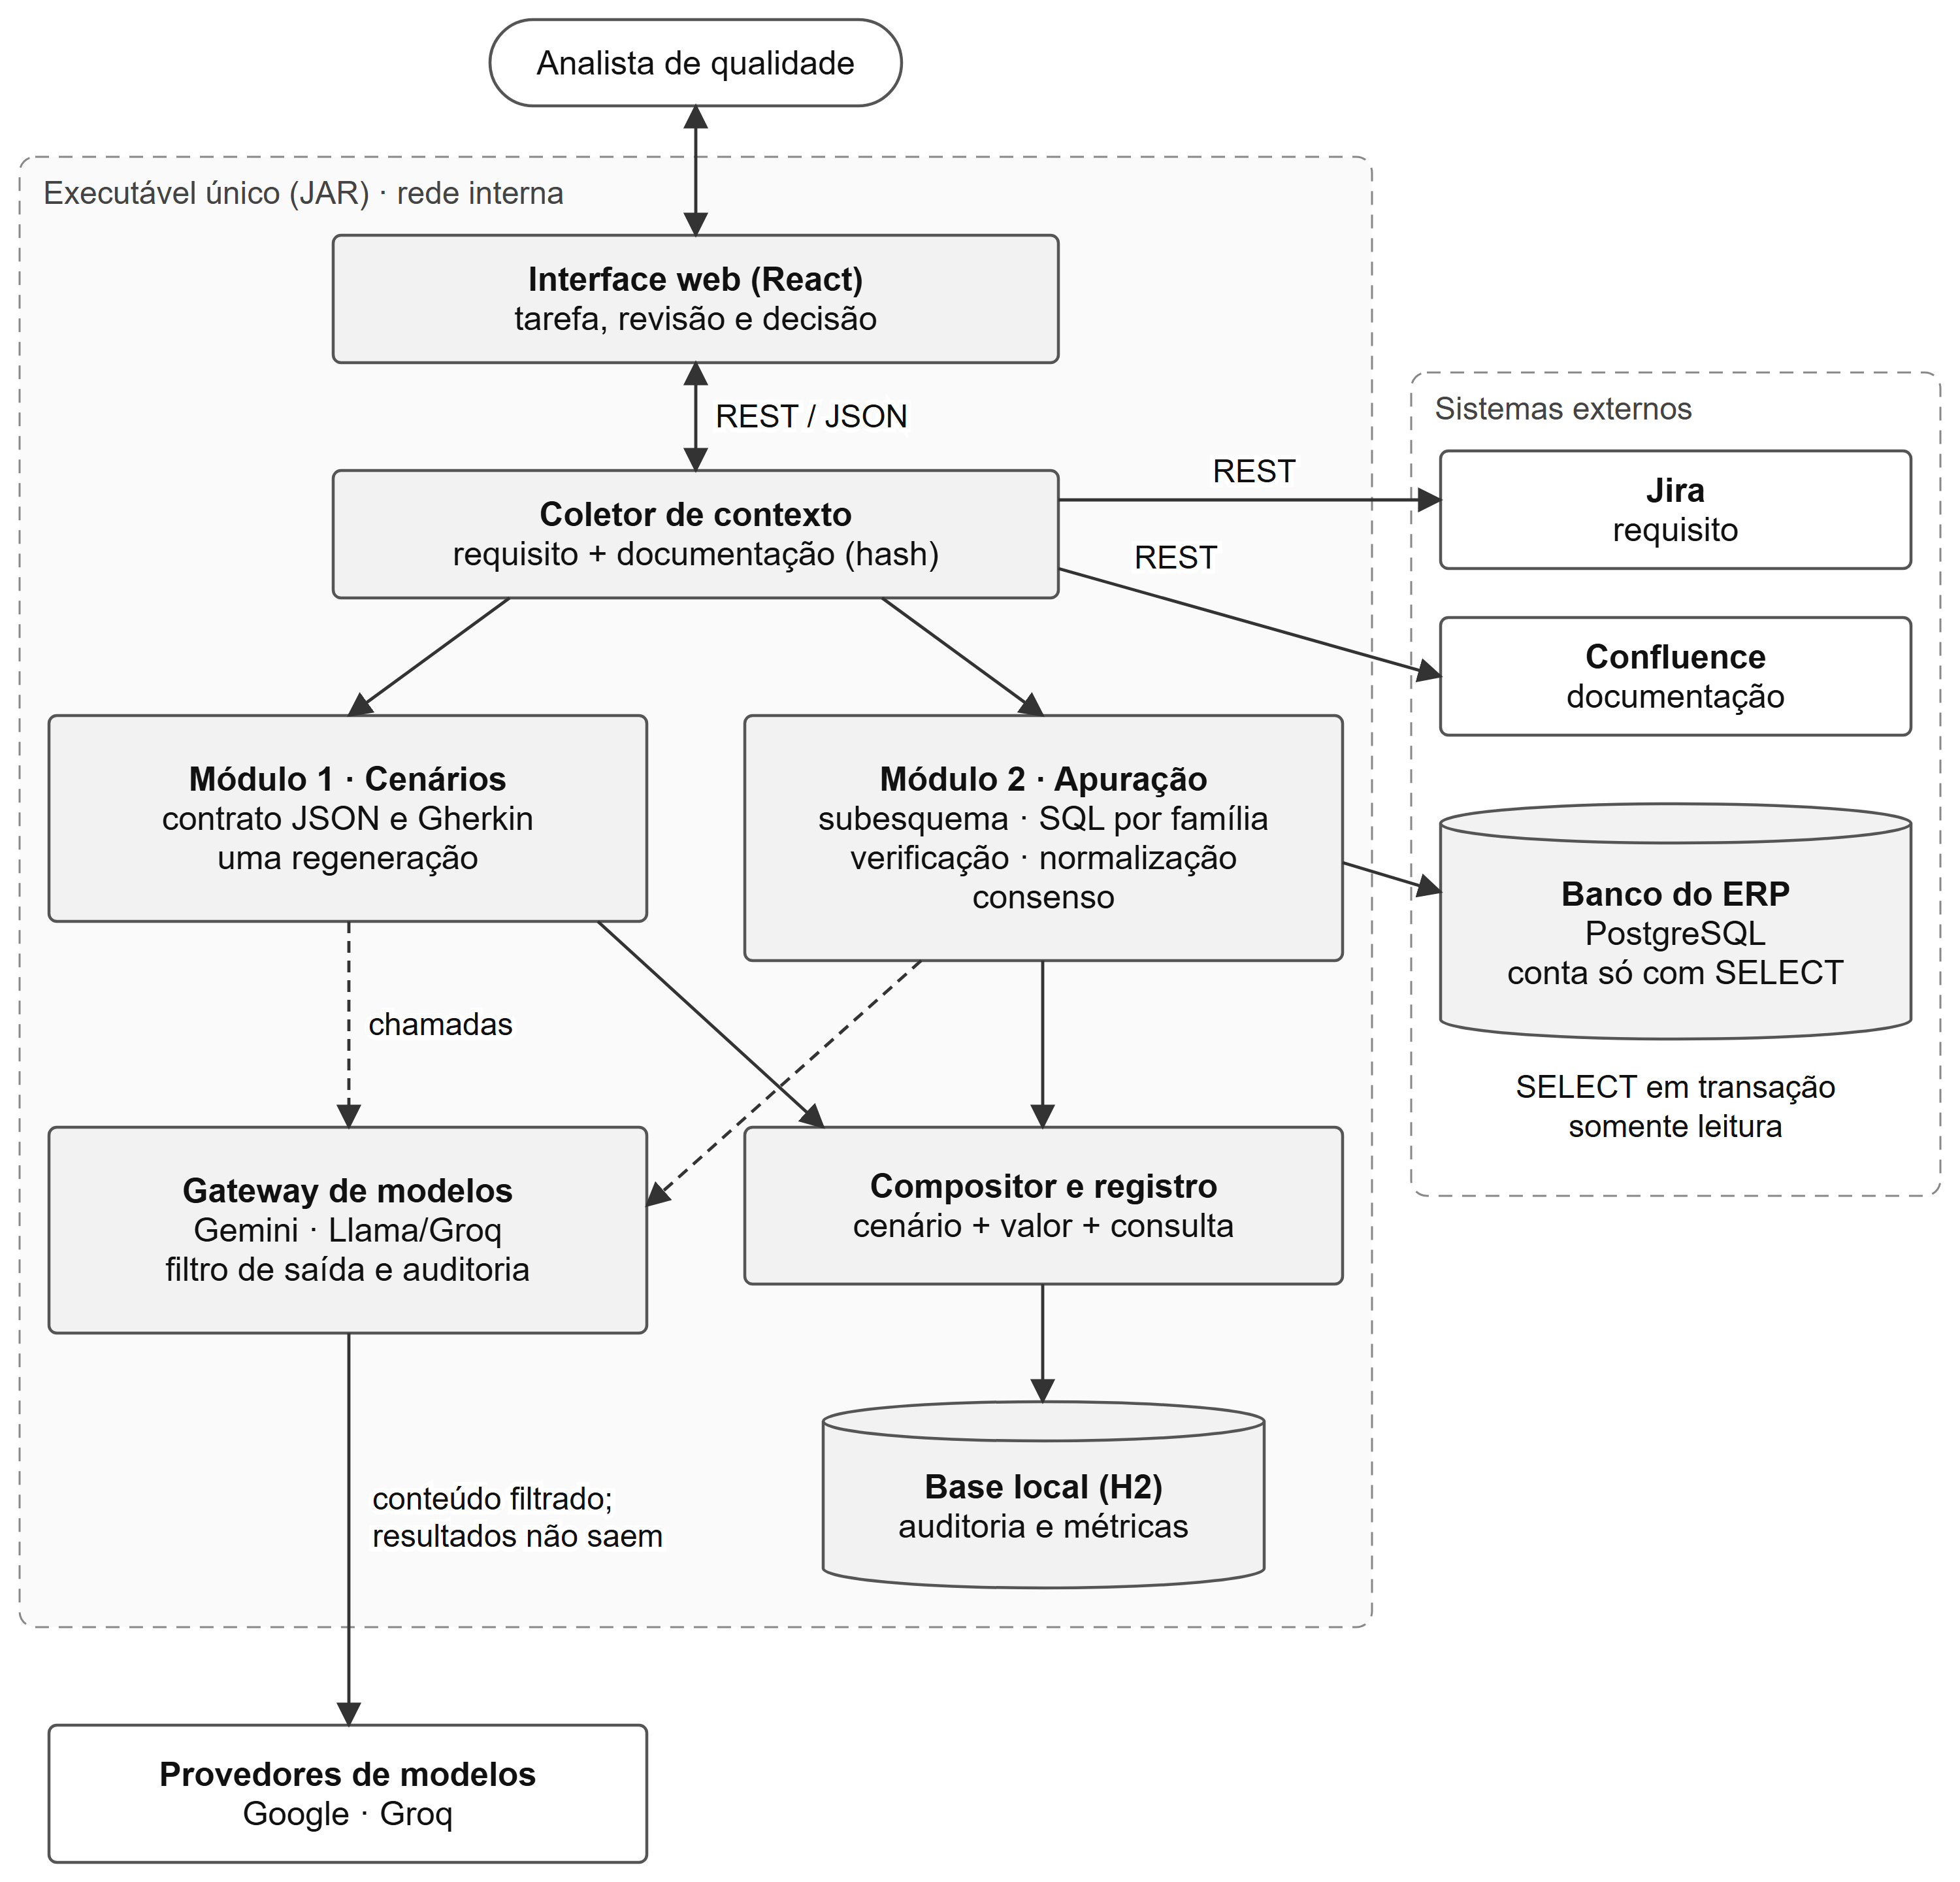 Analista de qualidade
Executável único (JAR) · rede interna
Interface web (React)
tarefa, revisão e decisão
REST / JSON
Sistemas externos
Coletor de contexto
requisito + documentação (hash)
REST
Jira
requisito
REST
Confluence
documentação
Módulo 1 · Cenários
contrato JSON e Gherkin
uma regeneração
Módulo 2 · Apuração
subesquema · SQL por família
verificação · normalização
consenso
Banco do ERP
PostgreSQL
conta só com SELECT
SELECT em transação
somente leitura
chamadas
Gateway de modelos
Gemini · Llama/Groq
filtro de saída e auditoria
Compositor e registro
cenário + valor + consulta
Base local (H2)
auditoria e métricas
conteúdo filtrado;
resultados não saem
Provedores de modelos
Google · Groq